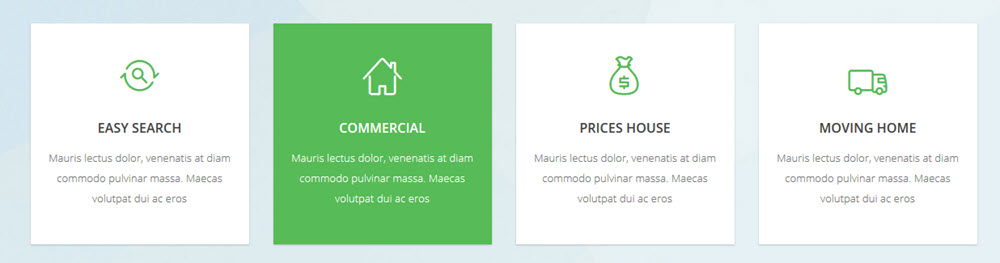 EASY SEARCH
Mauris lectus dolor, venenatis at diam
commodo pulvinar massa. Maecas
volutpat dui ac eros
COMMERCIAL
Mauris lectus dolor, venenatis at diam
commodo pulvinar massa. Maecas
volutpat dui ac eros
PRICES HOUSE
Mauris lectus dolor, venenatis at diam
commodo pulvinar massa. Maecas
volutpat dui ac eros
MOVING HOME
Mauris lectus dolor, venenatis at diam
commodo pulvinar massa. Maecas
volutpat dui ac eros